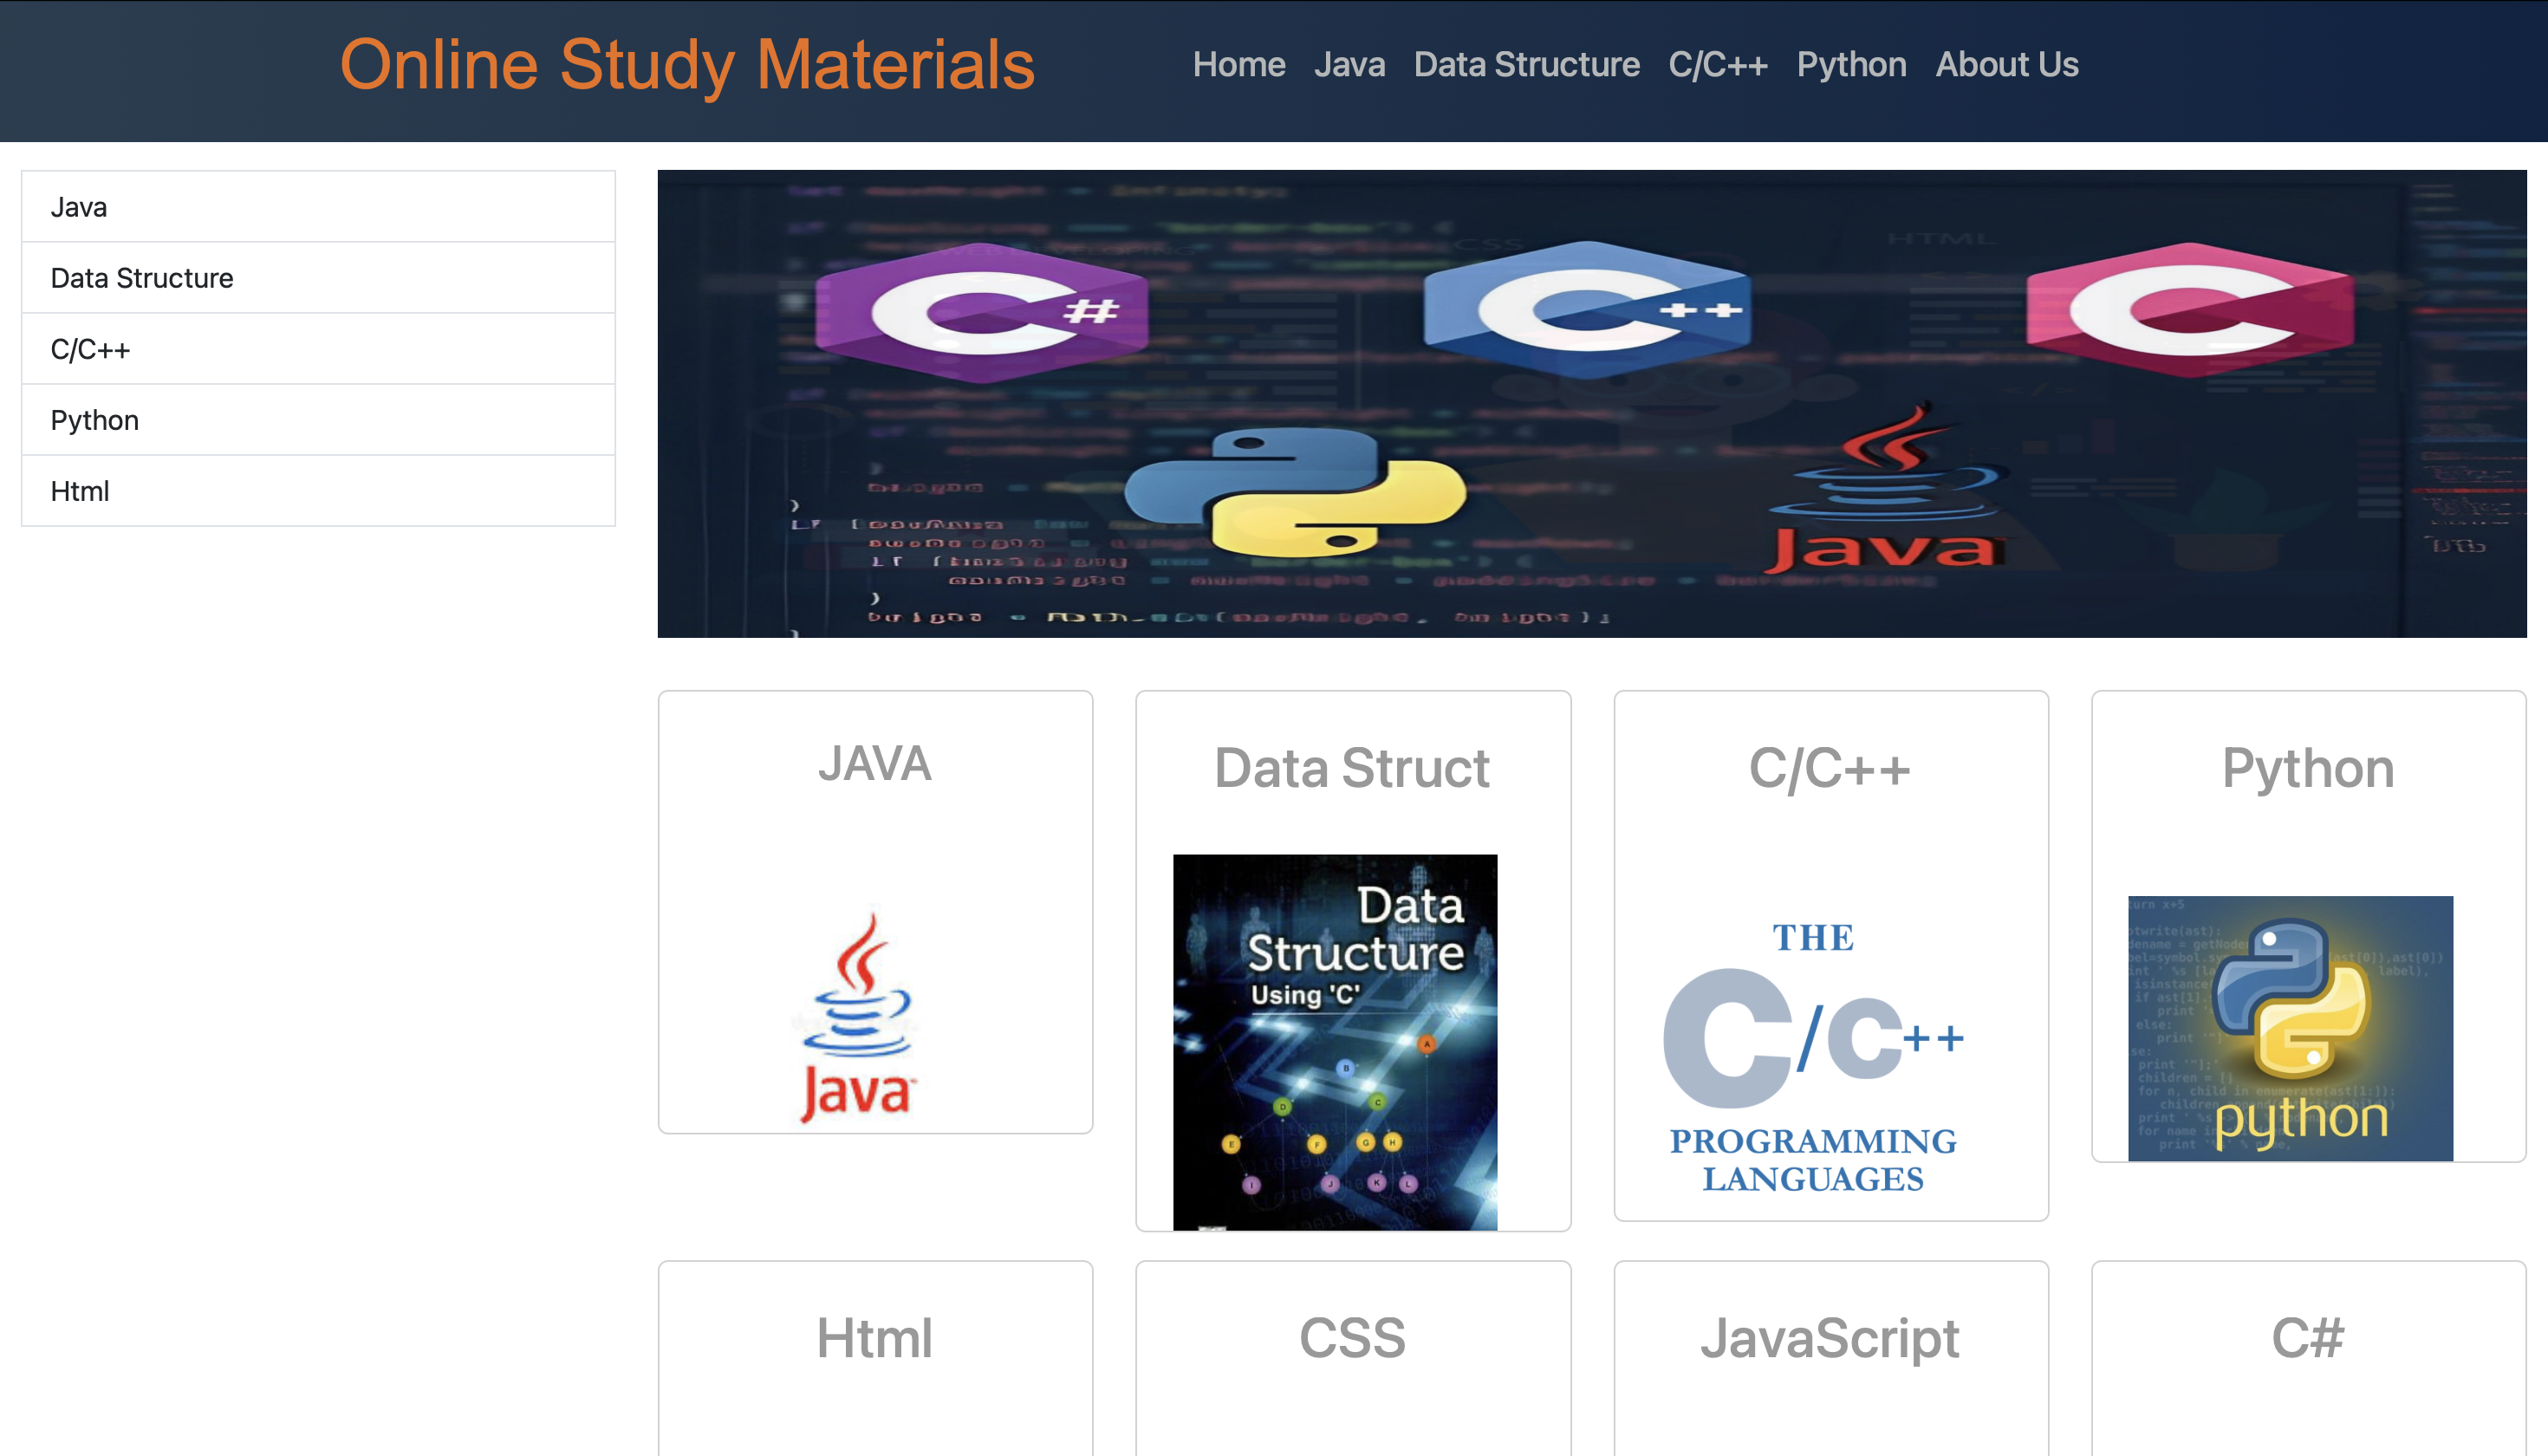 Online Study Materials
Home Java Data Structure C/C++ Python About Us
Java
Data Structure
C/C++
Python
Html
C#
C++
C
Java
JAVA
Data Struct
C/C++
Python
Java
Data
Structure
Using 'C'
A
B
D C
E F G H
I J K L
THE
C/C++
PROGRAMMING
LANGUAGES
python
Html
CSS
JavaScript
C#